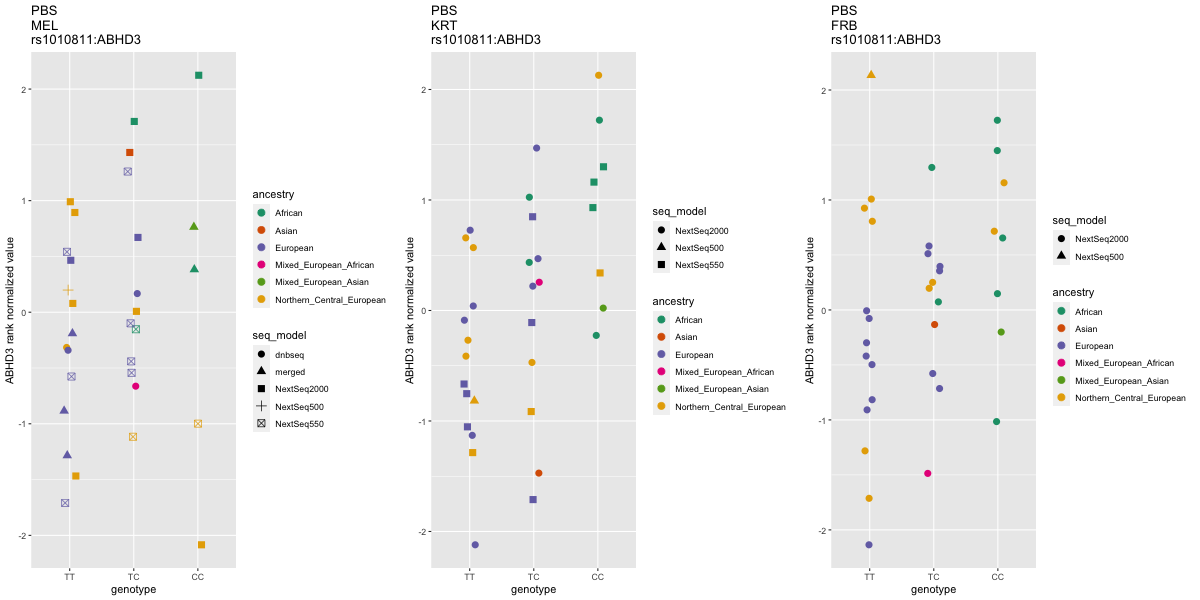 PBS
MEL
rs1010811:ABHD3
ABHD3 rank normalized value
2
1
0
-1
-2
TT
TC
CC
genotype
ancestry
African
Asian
European
Mixed_European_African
Mixed_European_Asian
Northern_Central_European
seq_model
dnbseq
merged
NextSeq2000
NextSeq500
NextSeq550
PBS
KRT
rs1010811:ABHD3
ABHD3 rank normalized value
2
1
0
-1
-2
TT
TC
CC
genotype
seq_model
NextSeq2000
NextSeq500
NextSeq550
ancestry
African
Asian
European
Mixed_European_African
Mixed_European_Asian
Northern_Central_European
PBS
FRB
rs1010811:ABHD3
ABHD3 rank normalized value
2
1
0
-1
-2
TT
TC
CC
genotype
seq_model
NextSeq2000
NextSeq500
ancestry
African
Asian
European
Mixed_European_African
Mixed_European_Asian
Northern_Central_European